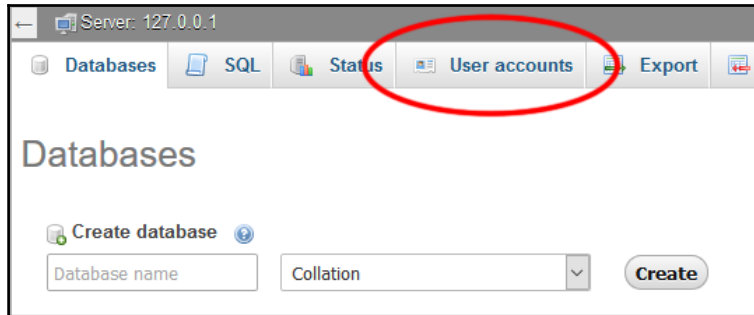 Server: 127.0.0.1
Databases SQL Status User accounts Export
Databases
Create database
Database name Collation Create